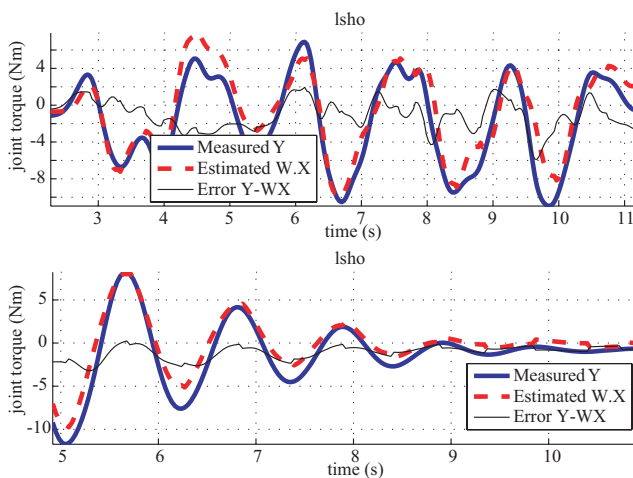 lsho
joint torque (Nm)
4
0
-4
-8
Measured Y
Estimated W.X
Error Y-WX
3 4 5 6 7 8 9 10 11
time (s)
lsho
joint torque (Nm)
5
0
-5
-10
Measured Y
Estimated W.X
Error Y-WX
5 6 7 8 9 10
time (s)